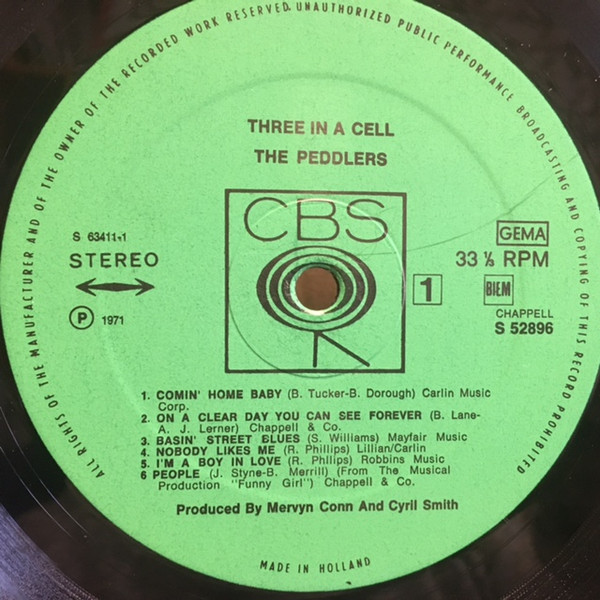 ALL RIGHTS OF THE MANUFACTURER AND OF THE OWNER OF THE RECORDED WORK RESERVED. UNAUTHORIZED PUBLIC PERFORMANCE BROADCASTING AND COPYING OF THIS RECORD PROHIBITED
THREE IN A CELL
THE PEDDLERS
CBS
S 63411-1
STEREO
P 1971
GEMA
33 ⅓ RPM
1
BIEM
CHAPPELL
S 52896
1. COMIN' HOME BABY (B. Tucker-B. Dorough) Carlin Music
Corp.
2. ON A CLEAR DAY YOU CAN SEE FOREVER (B. Lane-
A. J. Lerner) Chappell & Co.
3. BASIN' STREET BLUES (S. Williams) Mayfair Music
4. NOBODY LIKES ME (R. Phillips) Lillian/Carlin
5. I'M A BOY IN LOVE (R. Phillips) Robbins Music
6 PEOPLE (J. Styne-B. Merrill) (From The Musical
Production "Funny Girl") Chappell & Co.
Produced By Mervyn Conn And Cyril Smith
MADE IN HOLLAND